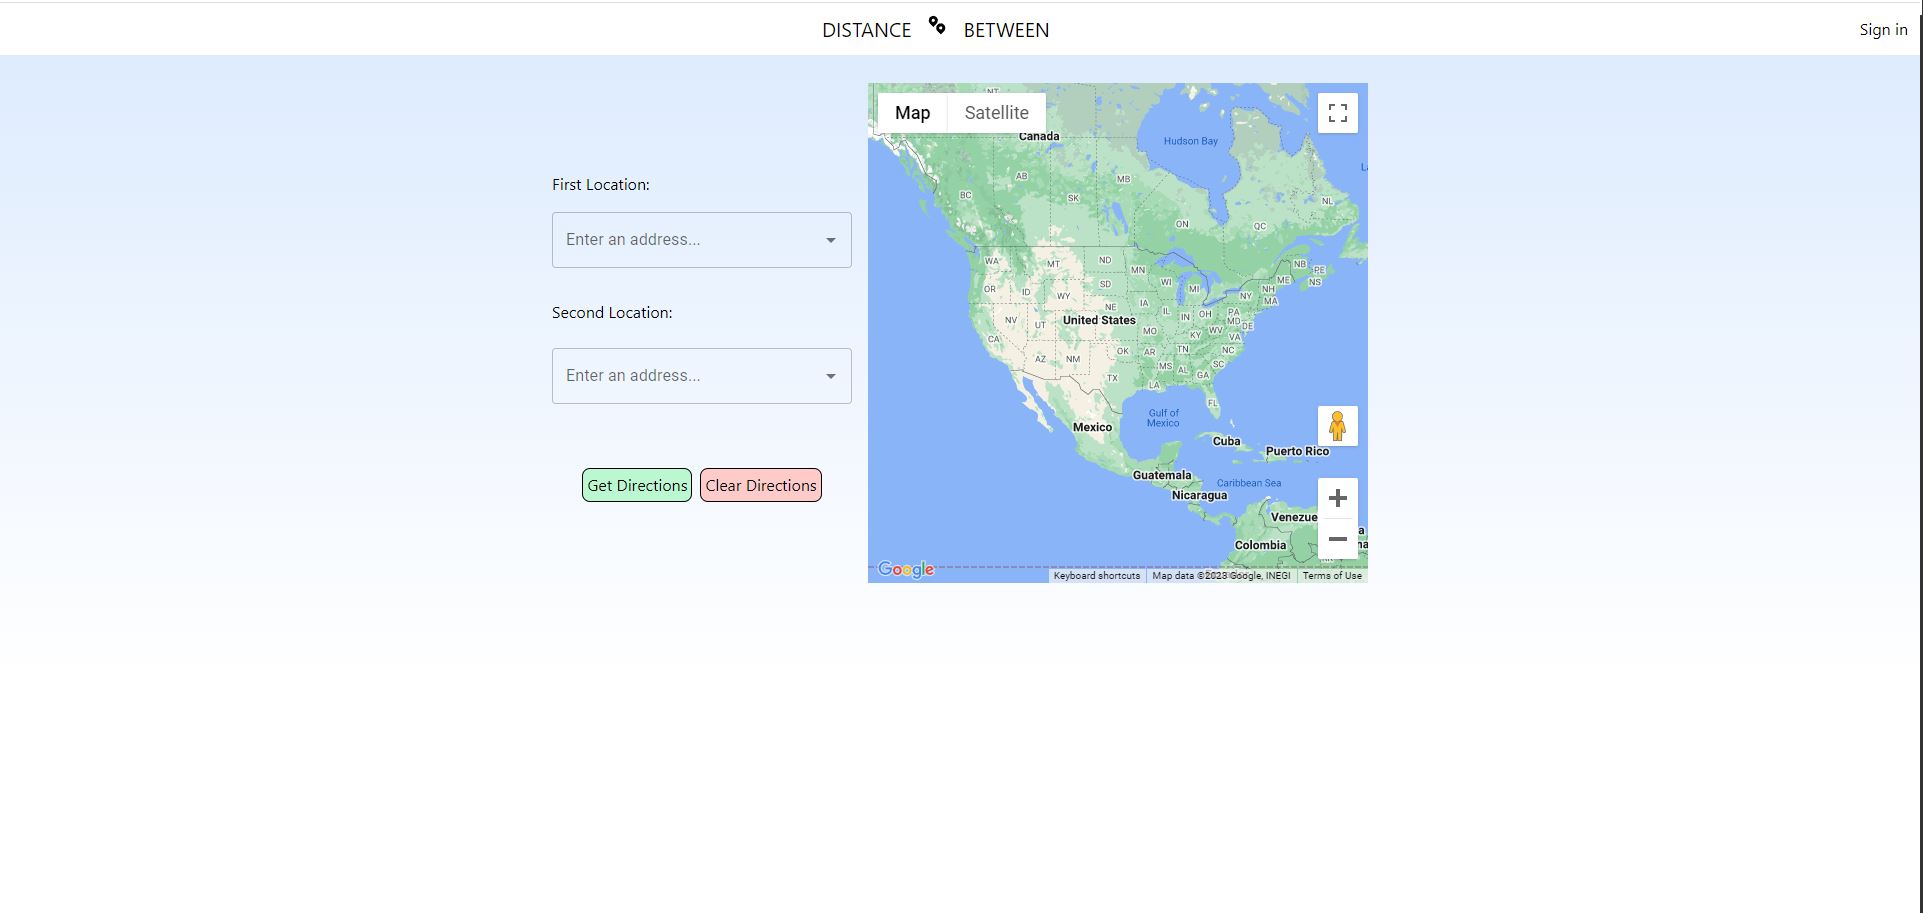 DISTANCE BETWEEN
Sign in
First Location:
Enter an address...
Second Location:
Enter an address...
Get Directions Clear Directions
Map Satellite
NT
Canada
Hudson Bay
AB
MB
BC
SK
NL
ON
QC
WA
MT
ND
MN
NB
PE
NS
OR
ID
SD
WI
MI
ME
NH
NY
MA
WY
NE
IA
NV
UT
United States
IL
IN
OH
PA
MD
DE
CA
MO
KY
WV
VA
AZ
NM
OK
AR
TN
NC
MS
AL
SC
GA
TX
LA
FL
Gulf of
Mexico
Mexico
Cuba
Puerto Rico
Guatemala
Caribbean Sea
Nicaragua
Venezue
Colombia
Google
Keyboard shortcuts Map data ©2023 Google, INEGI Terms of Use